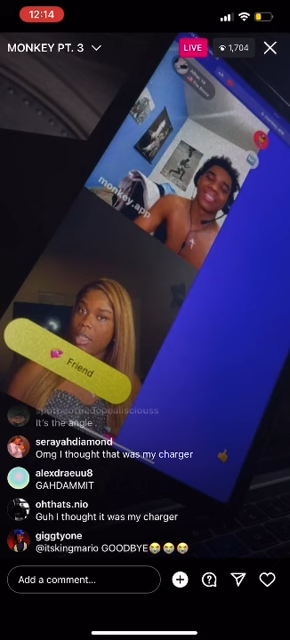 12:14
MONKEY PT. 3
LIVE
1,704
monkey.app
Friend
It's the angle
serayahdiamond
Omg I thought that was my charger
alexdraeuu8
GAHDAMMIT
ohthats.nio
Guh I thought it was my charger
giggtyone
@itskingmario GOODBYE😂😂😂
Add a comment...